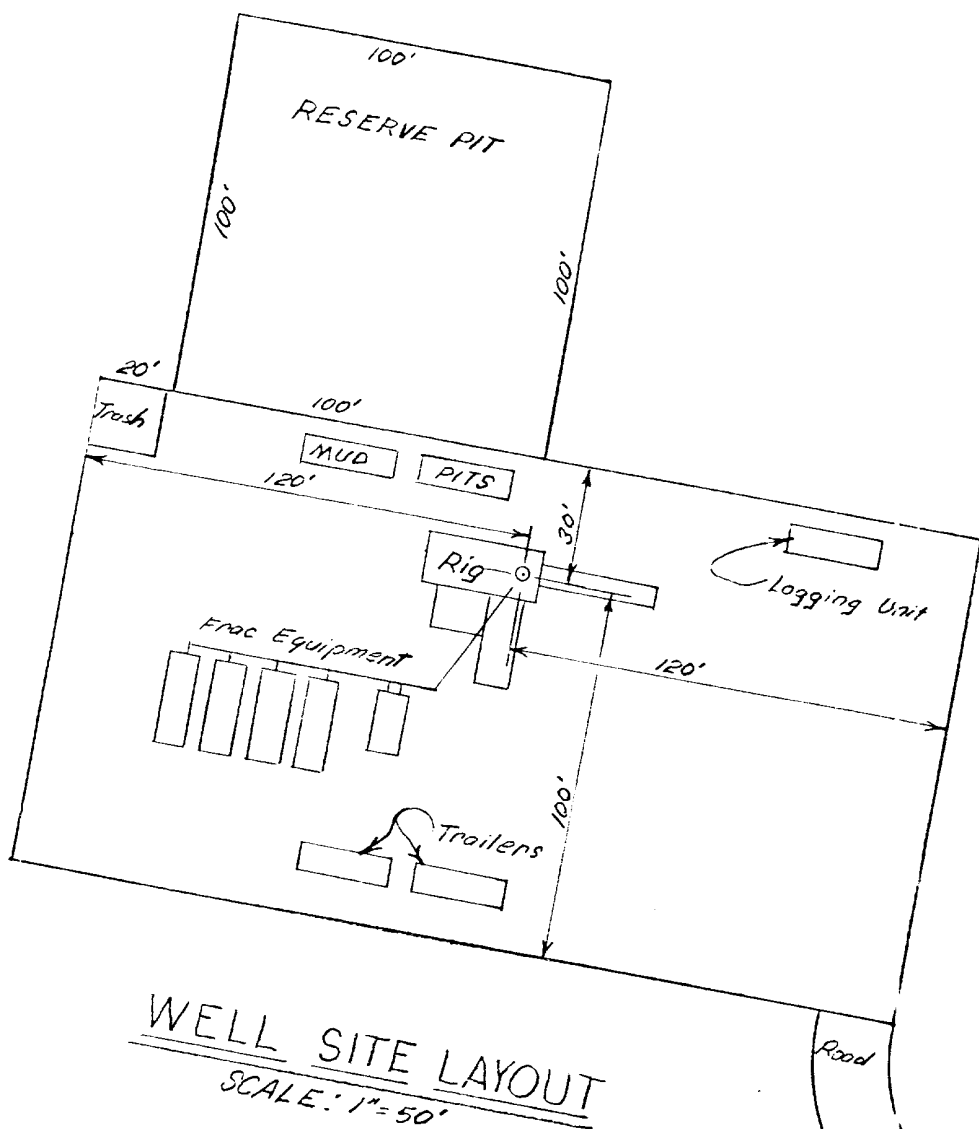 100'
RESERVE PIT
100'
100'
20'
100'
Trash
MUD
PITS
120'
30'
Rig
Logging Unit
Frac Equipment
120'
100'
Trailers
WELL SITE LAYOUT
SCALE: 1"=50'
Road